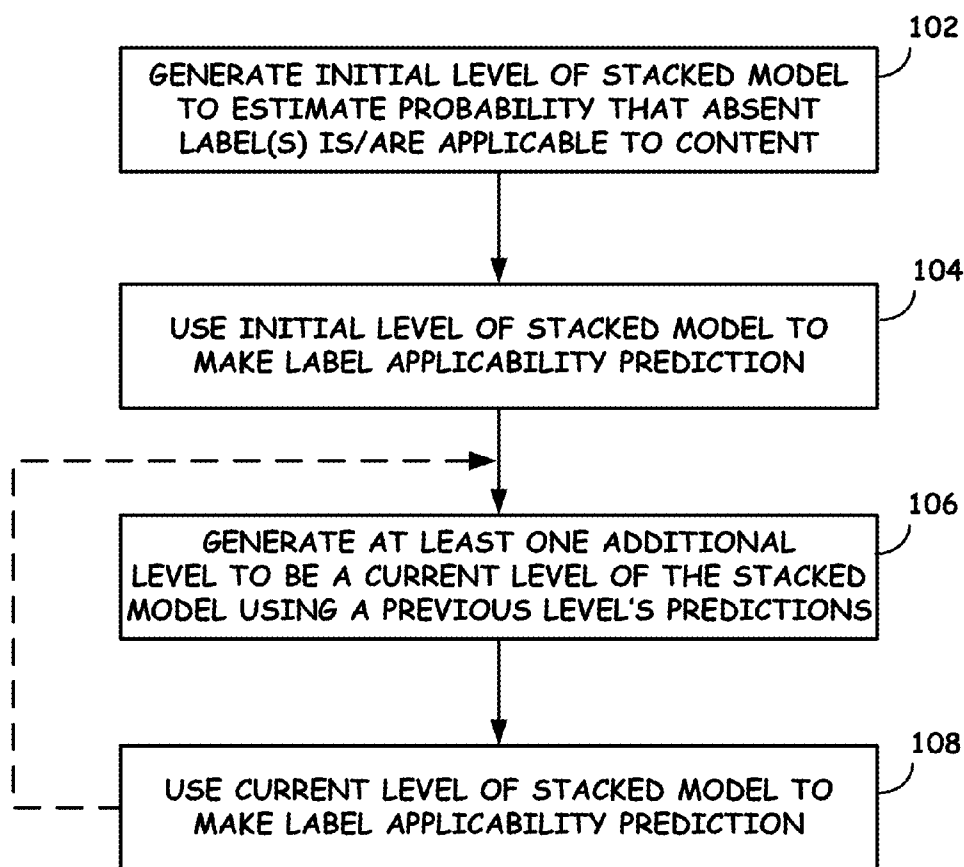 102
GENERATE INITIAL LEVEL OF STACKED MODEL
TO ESTIMATE PROBABILITY THAT ABSENT
LABEL(S) IS/ARE APPLICABLE TO CONTENT
104
USE INITIAL LEVEL OF STACKED MODEL TO
MAKE LABEL APPLICABILITY PREDICTION
106
GENERATE AT LEAST ONE ADDITIONAL
LEVEL TO BE A CURRENT LEVEL OF THE STACKED
MODEL USING A PREVIOUS LEVEL'S PREDICTIONS
108
USE CURRENT LEVEL OF STACKED MODEL TO
MAKE LABEL APPLICABILITY PREDICTION